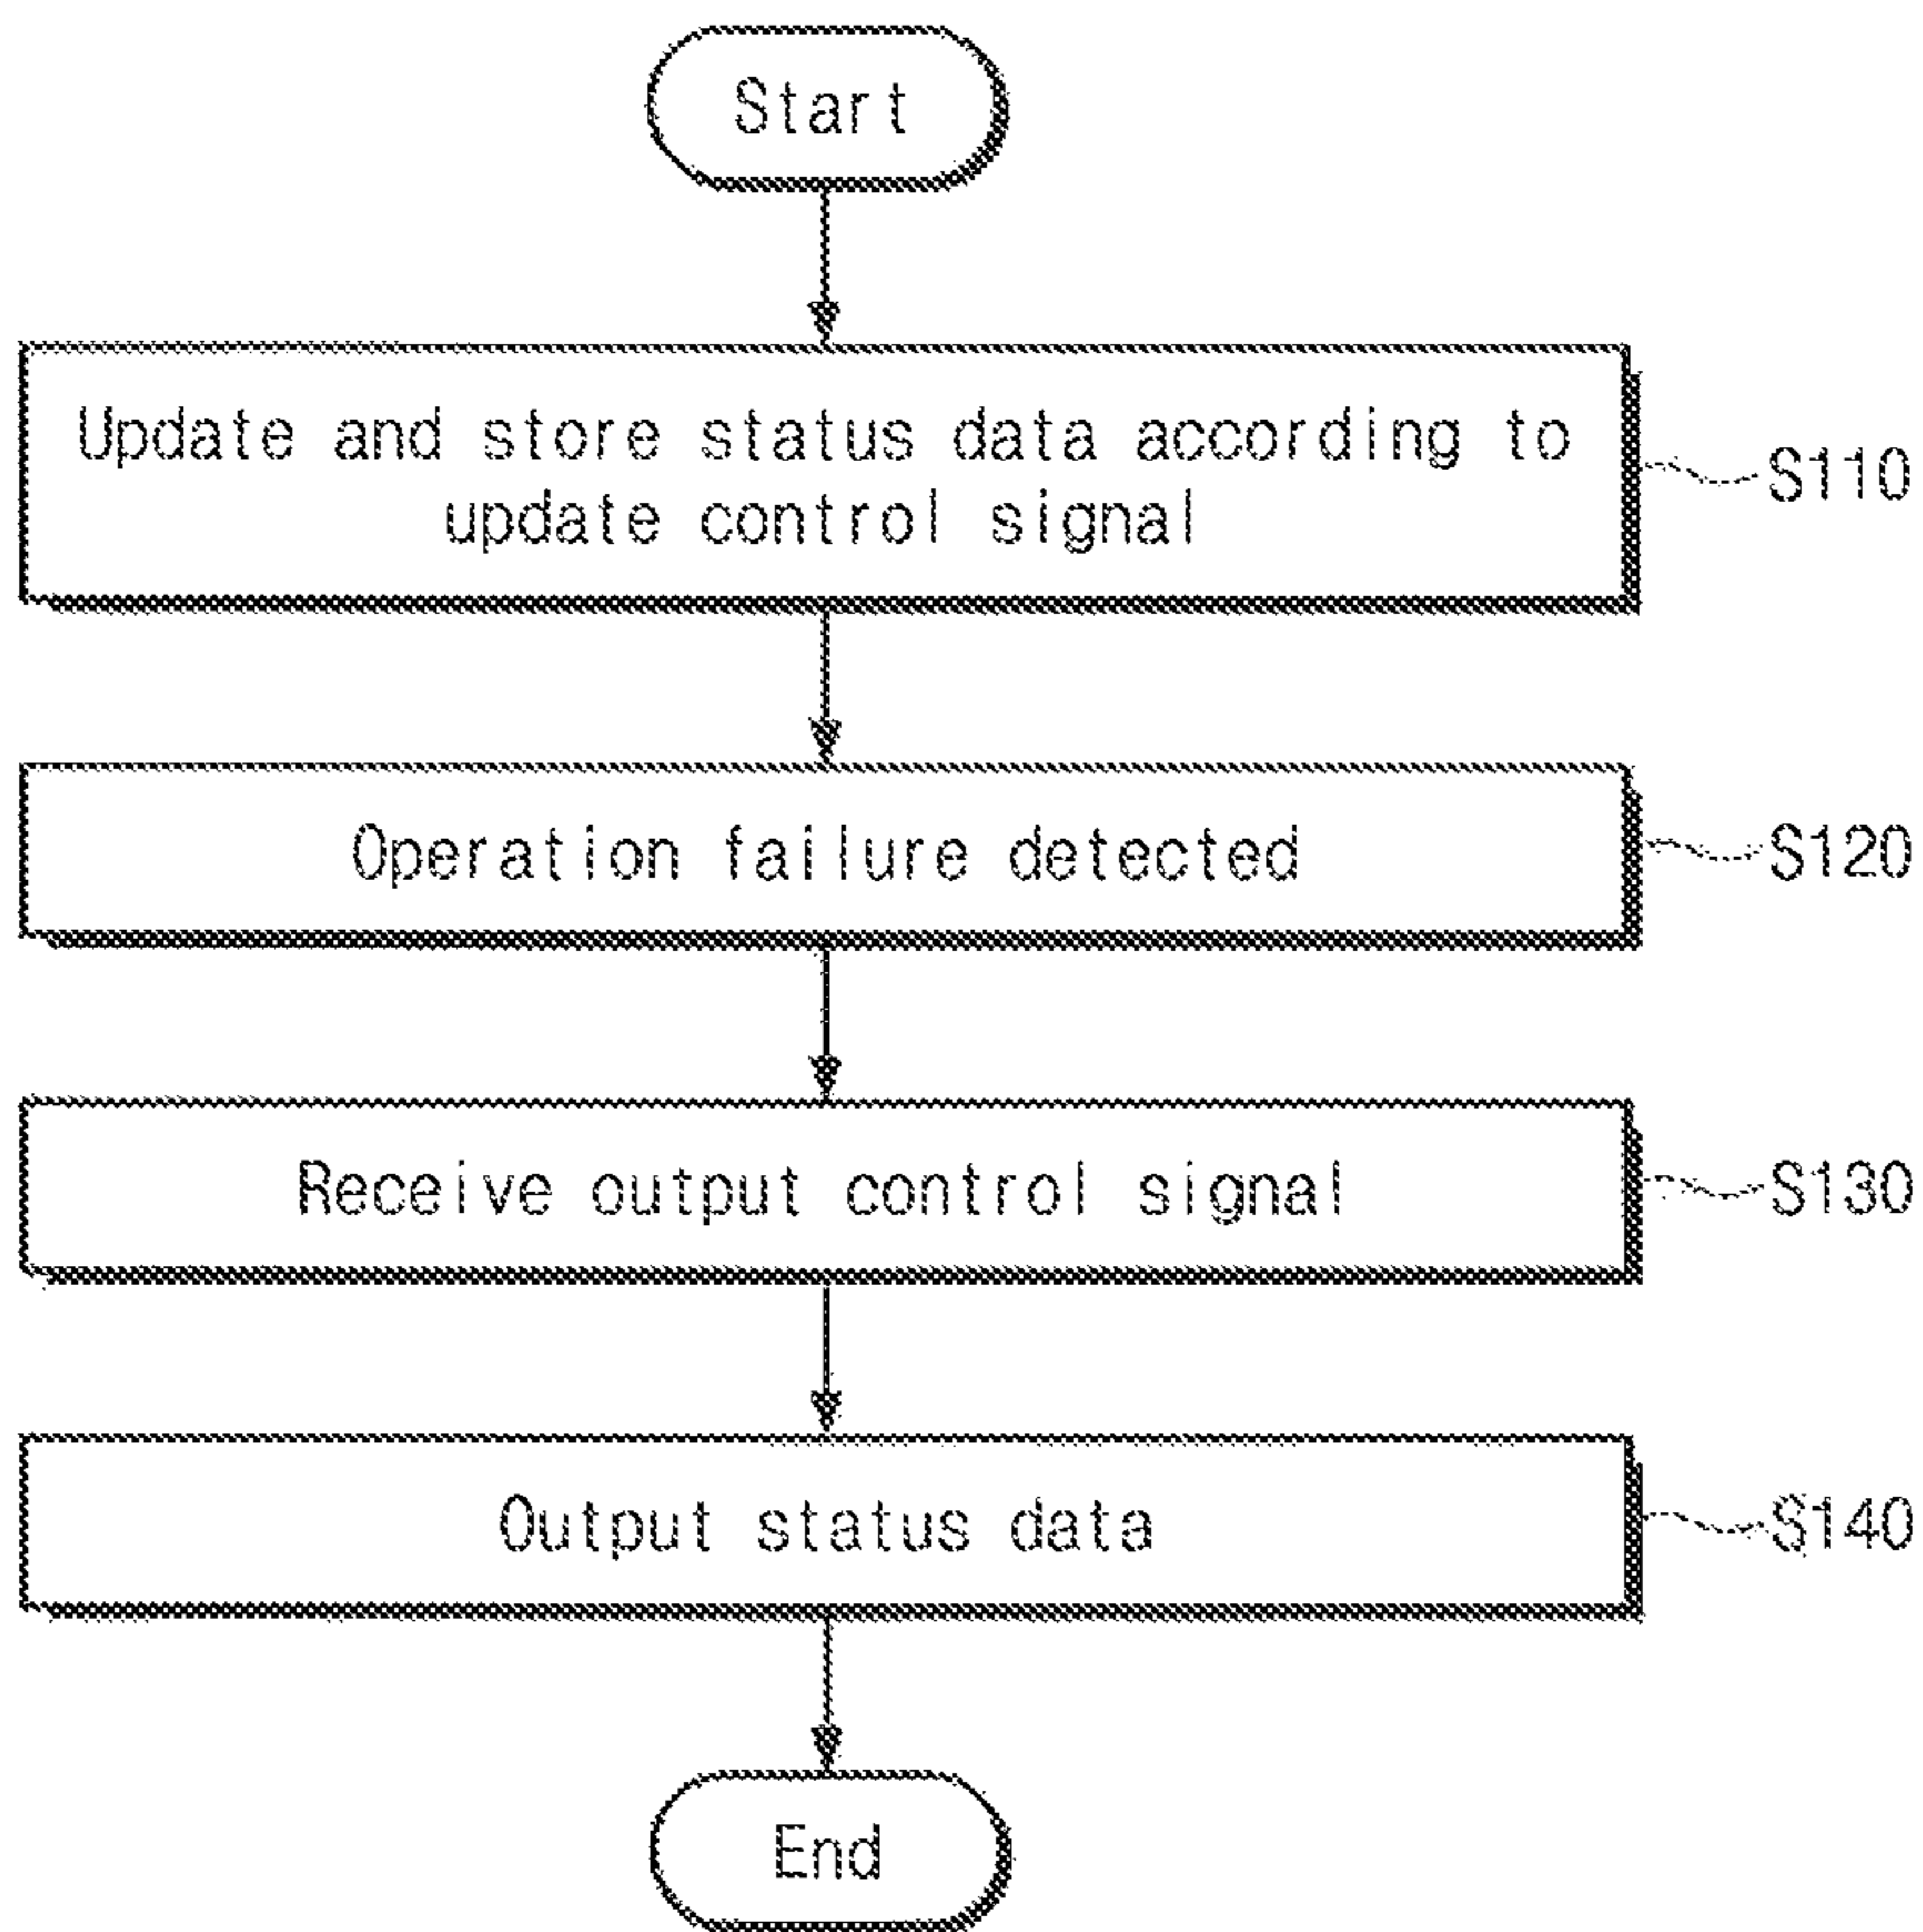 Start
Update and store status data according to
update control signal
S110
Operation failure detected
S120
Receive output control signal
S130
Output status data
S140
End